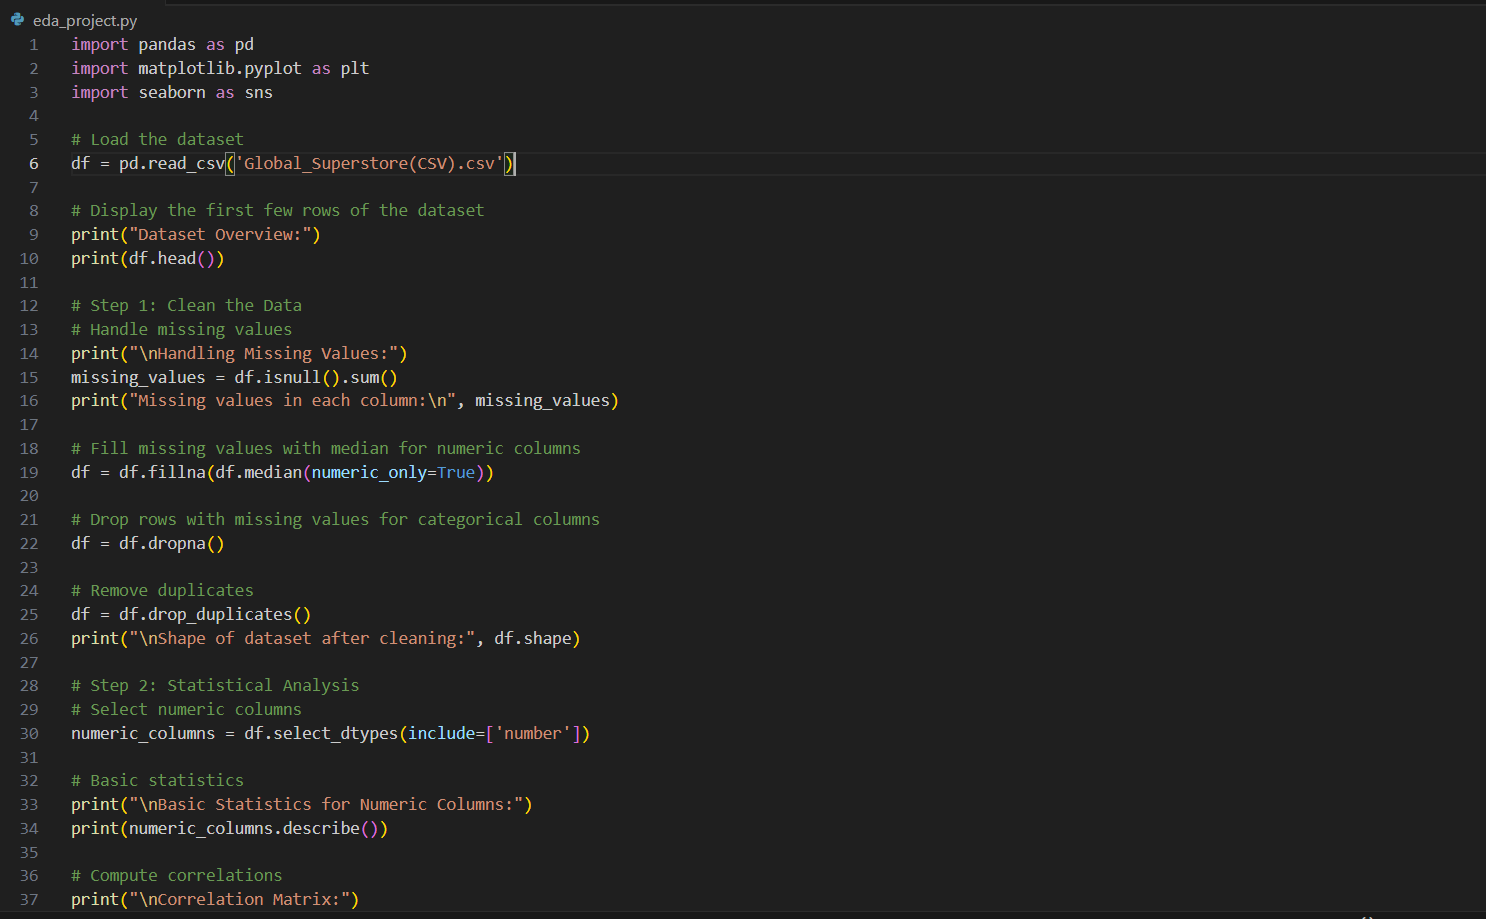 eda_project.py
1 import pandas as pd
2 import matplotlib.pyplot as plt
3 import seaborn as sns
4
5 # Load the dataset
6 df = pd.read_csv('Global_Superstore(CSV).csv')
7
8 # Display the first few rows of the dataset
9 print("Dataset Overview:")
10 print(df.head())
11
12 # Step 1: Clean the Data
13 # Handle missing values
14 print("\nHandling Missing Values:")
15 missing_values = df.isnull().sum()
16 print("Missing values in each column:\n", missing_values)
17
18 # Fill missing values with median for numeric columns
19 df = df.fillna(df.median(numeric_only=True))
20
21 # Drop rows with missing values for categorical columns
22 df = df.dropna()
23
24 # Remove duplicates
25 df = df.drop_duplicates()
26 print("\nShape of dataset after cleaning:", df.shape)
27
28 # Step 2: Statistical Analysis
29 # Select numeric columns
30 numeric_columns = df.select_dtypes(include=['number'])
31
32 # Basic statistics
33 print("\nBasic Statistics for Numeric Columns:")
34 print(numeric_columns.describe())
35
36 # Compute correlations
37 print("\nCorrelation Matrix:")